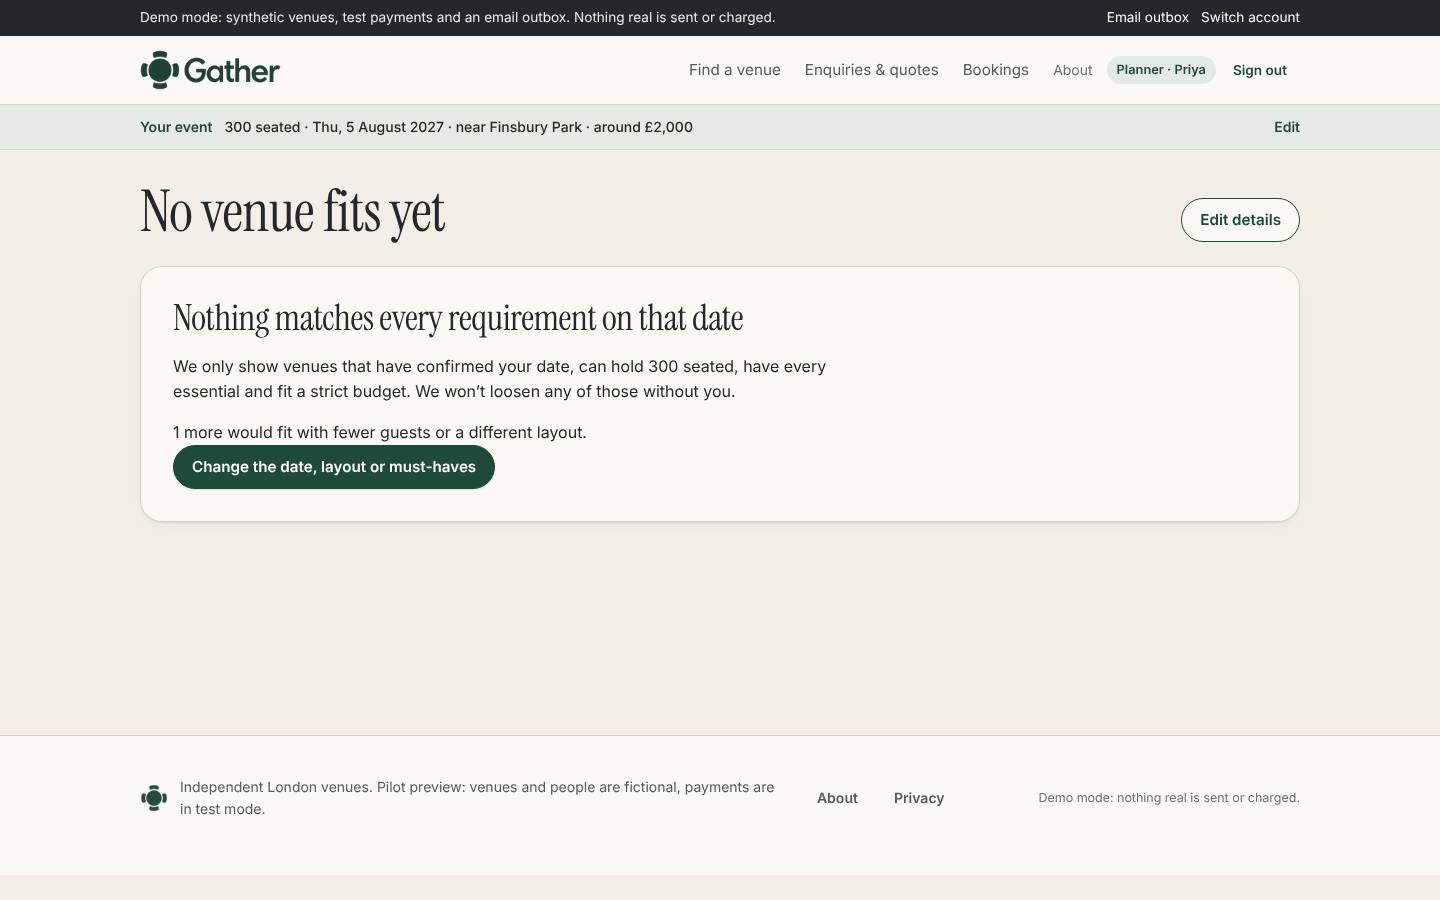 Demo mode: synthetic venues, test payments and an email outbox. Nothing real is sent or charged.
Email outbox Switch account
Gather
Find a venue Enquiries & quotes Bookings About Planner · Priya Sign out
Your event 300 seated · Thu, 5 August 2027 · near Finsbury Park · around £2,000
Edit
No venue fits yet
Edit details
Nothing matches every requirement on that date
We only show venues that have confirmed your date, can hold 300 seated, have every
essential and fit a strict budget. We won’t loosen any of those without you.
1 more would fit with fewer guests or a different layout.
Change the date, layout or must-haves
Independent London venues. Pilot preview: venues and people are fictional, payments are
in test mode.
About Privacy
Demo mode: nothing real is sent or charged.